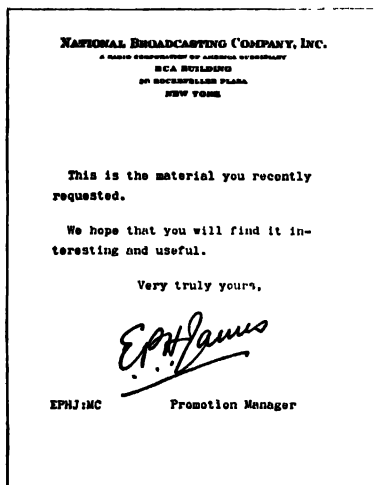 NATIONAL BROADCASTING COMPANY, INC.
A RADIO CORPORATION OF AMERICA SUBSIDIARY
RCA BUILDING
30 ROCKEFELLER PLAZA
NEW YORK
This is the material you recently
requested.
We hope that you will find it in-
teresting and useful.
Very truly yours,
E.P.H. James
EPHJ:MC Promotion Manager